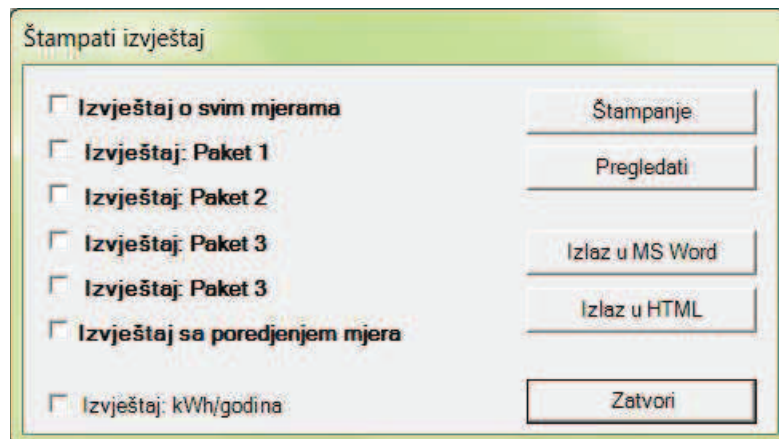 Štampati izvještaj
Izvještaj o svim mjerama
Izvještaj: Paket 1
Izvještaj: Paket 2
Izvještaj: Paket 3
Izvještaj: Paket 3
Izvještaj sa poredjenjem mjera
Izvještaj: kWh/godina
Štampanje
Pregledati
Izlaz u MS Word
Izlaz u HTML
Zatvori